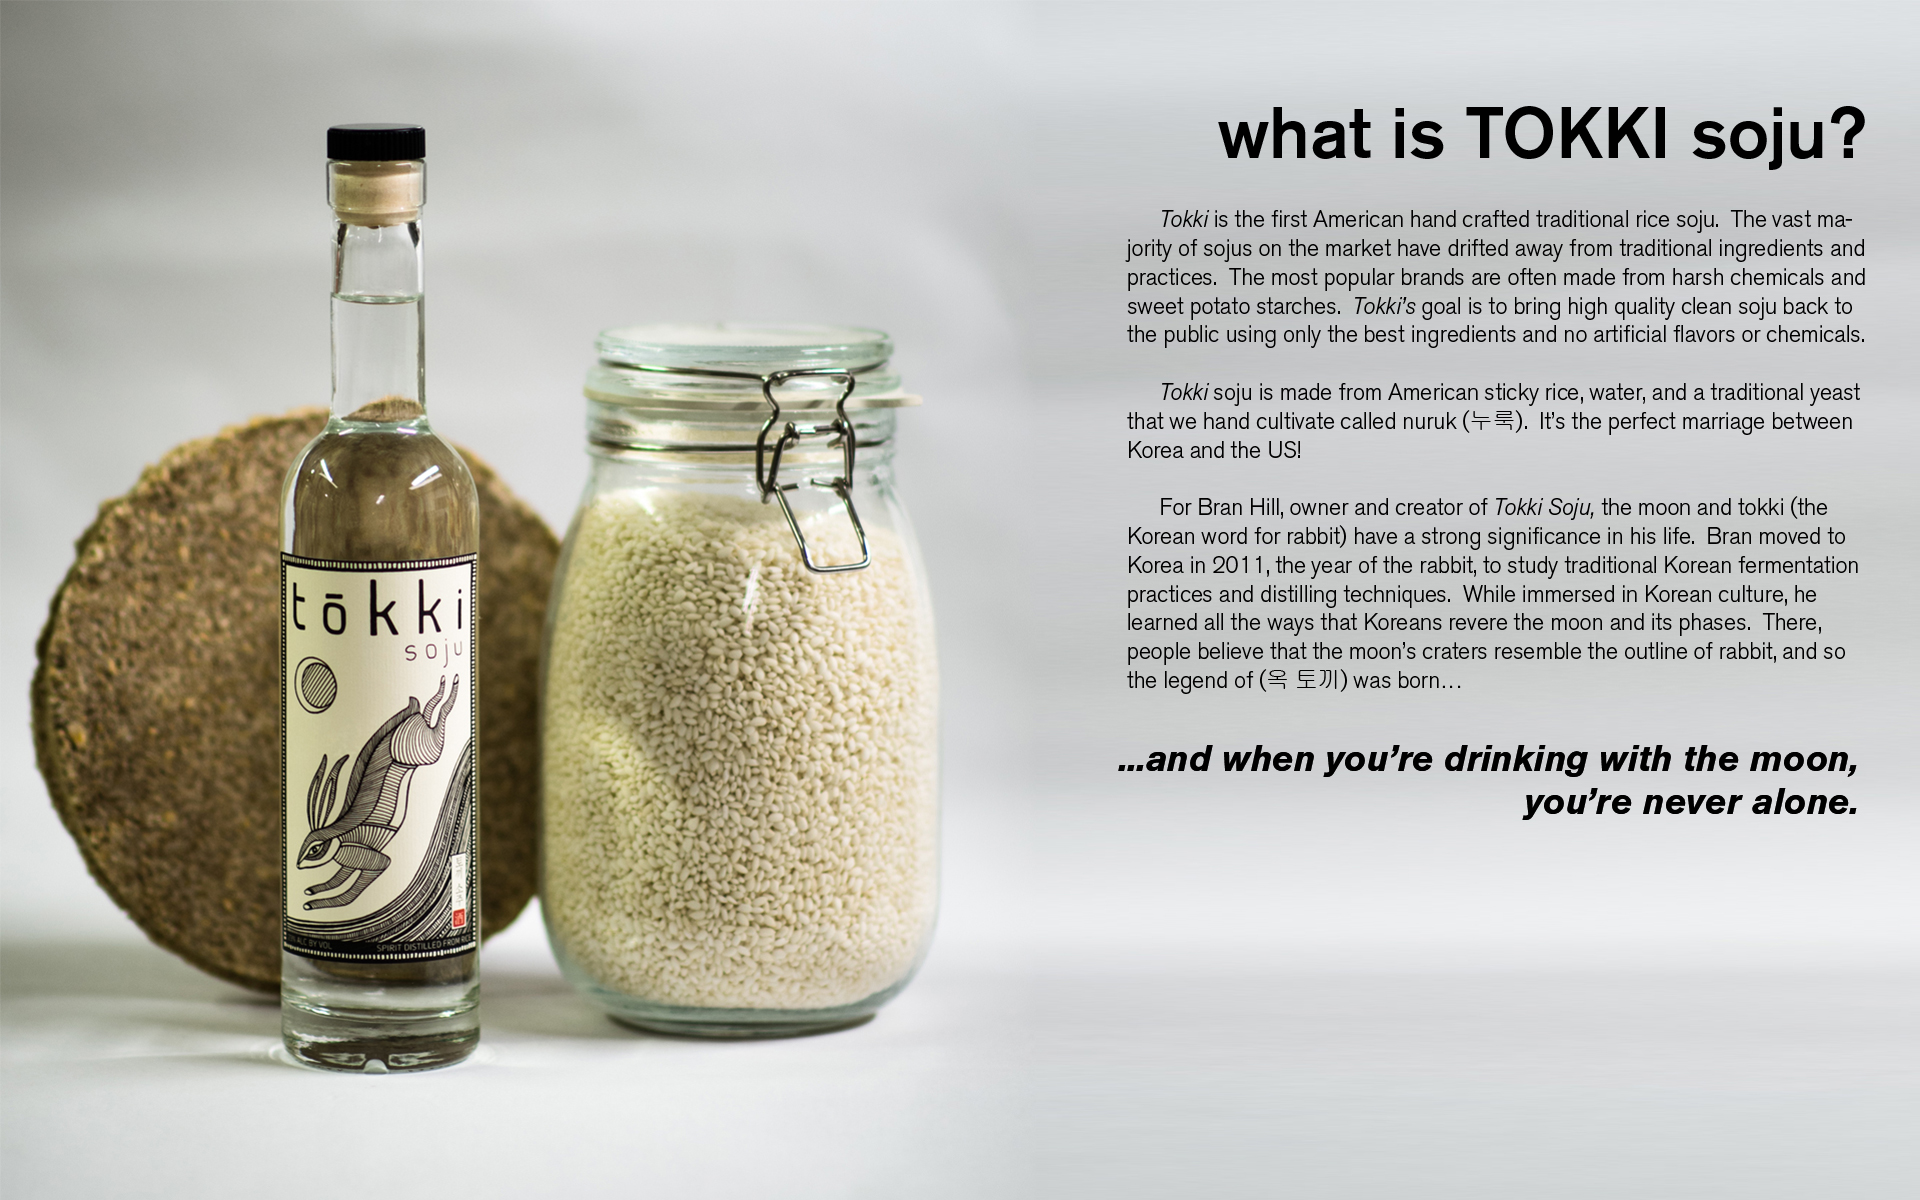 what is TOKKI soju?
Tokki is the first American hand crafted traditional rice soju. The vast ma-
jority of sojus on the market have drifted away from traditional ingredients and
practices. The most popular brands are often made from harsh chemicals and
sweet potato starches. Tokki's goal is to bring high quality clean soju back to
the public using only the best ingredients and no artificial flavors or chemicals.
Tokki soju is made from American sticky rice, water, and a traditional yeast
that we hand cultivate called nuruk (누룩). It's the perfect marriage between
Korea and the US!
For Bran Hill, owner and creator of Tokki Soju, the moon and tokki (the
Korean word for rabbit) have a strong significance in his life. Bran moved to
Korea in 2011, the year of the rabbit, to study traditional Korean fermentation
practices and distilling techniques. While immersed in Korean culture, he
learned all the ways that Koreans revere the moon and its phases. There,
people believe that the moon's craters resemble the outline of rabbit, and so
the legend of (옥 토끼) was born...
...and when you're drinking with the moon,
you're never alone.
tōkki
soju
ALC BY VOL
SPIRIT DISTILLED FROM RICE